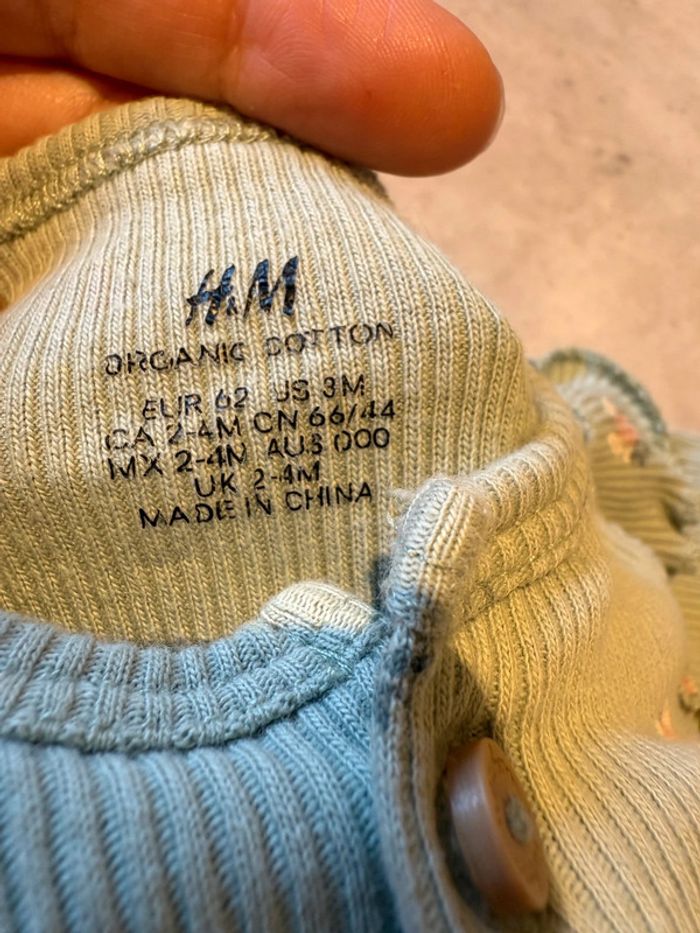 H&M
ORGANIC COTTON
EUR 62 US 3M
CA 2-4M CN 66/44
MX 2-4M AUS 000
UK 2-4M
MADE IN CHINA